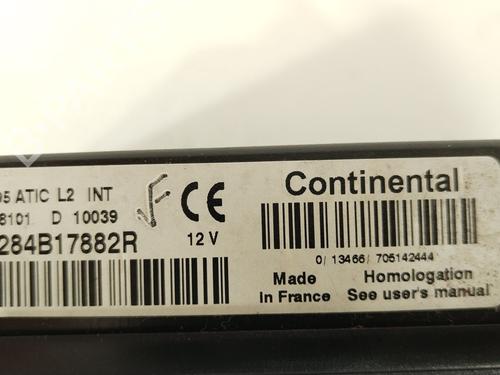 95 ATIC L2 INT
8101 D 10039
284B17882R
12 V
CE
Continental
0/ 13466/ 705142444
Made
in France
Homologation
See user's manual